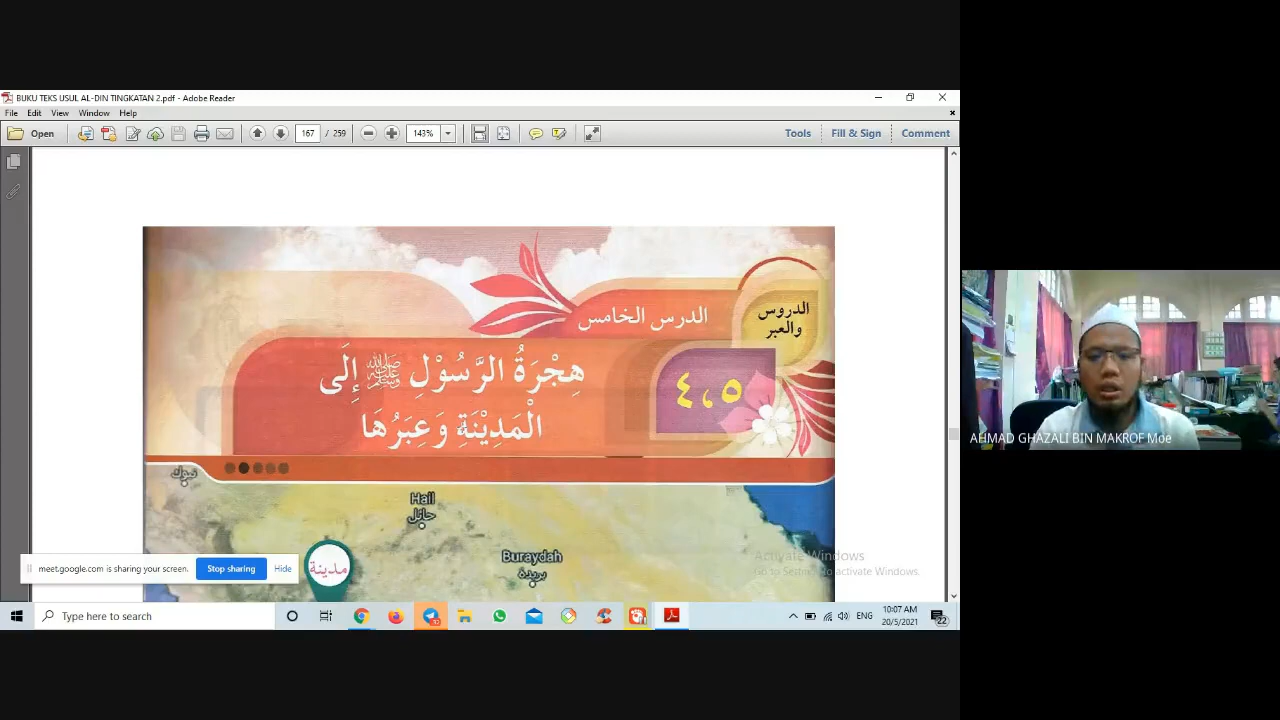 BUKU TEKS USUL AL-DIN TINGKATAN 2.pdf - Adobe Reader
File Edit View Window Help
Open 167 / 259 143% Tools Fill & Sign Comment
الدروس
والعبر
الدرس الخامس
٤،٥
هِجْرَةُ الرَّسُوْلِ ﷺ إِلَى
الْمَدِيْنَةِ وَعِبَرُهَا
تبوك
Hail
حائل
Buraydah
بريدة
مدينة
AHMAD GHAZALI BIN MAKROF Moe
Activate Windows
Go to Settings to activate Windows.
meet.google.com is sharing your screen. Stop sharing Hide
Type here to search
ENG
10:07 AM
20/5/2021
22